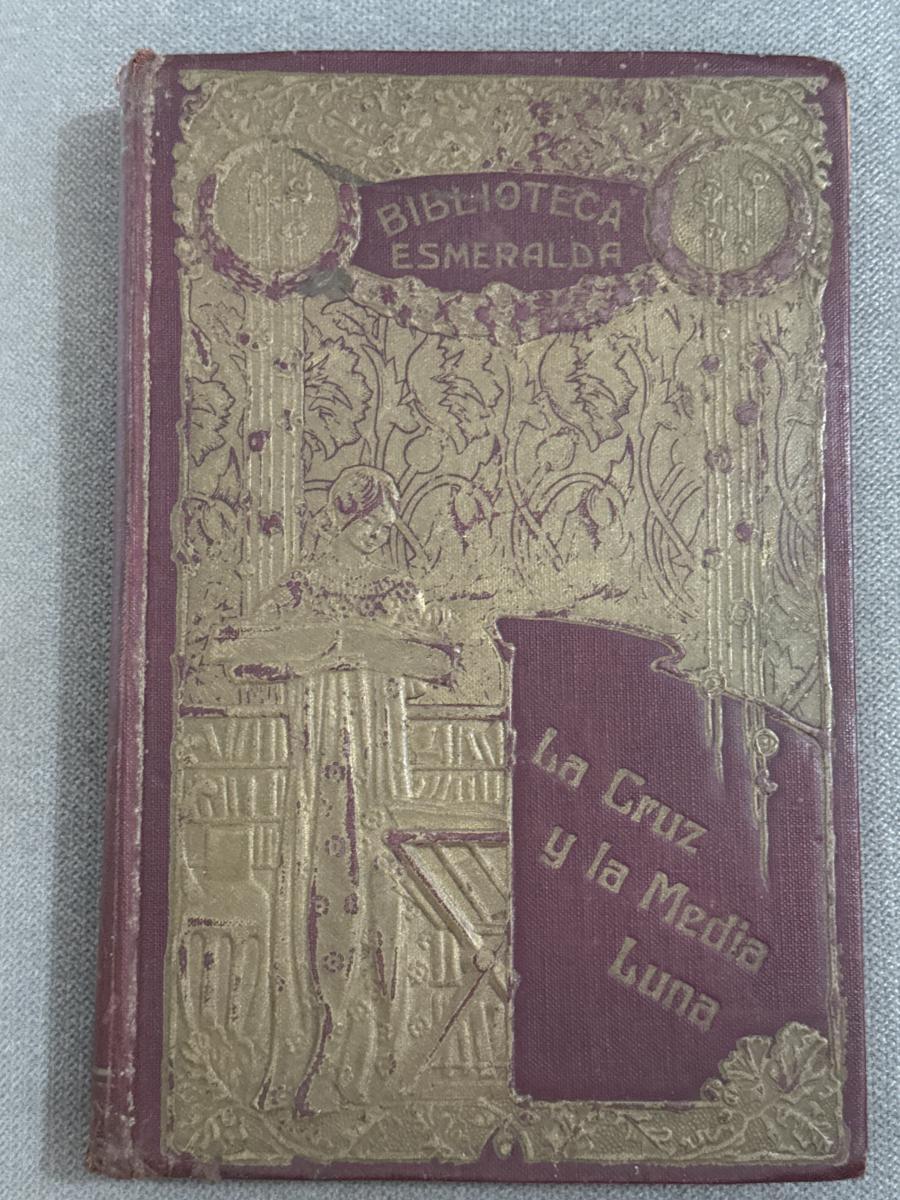 BIBLIOTECA
ESMERALDA
La Cruz
y la Media
Luna